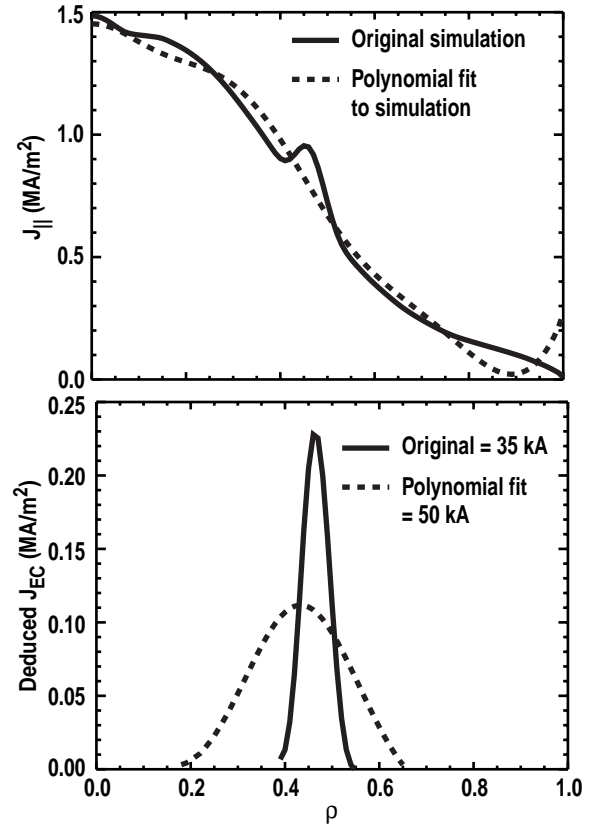 1.5
1.0
0.5
0.0
J|| (MA/m²)
Original simulation
Polynomial fit
to simulation
0.25
0.20
0.15
0.10
0.05
0.00
Deduced J_EC (MA/m²)
Original = 35 kA
Polynomial fit
= 50 kA
0.0 0.2 0.4 0.6 0.8 1.0
ρ